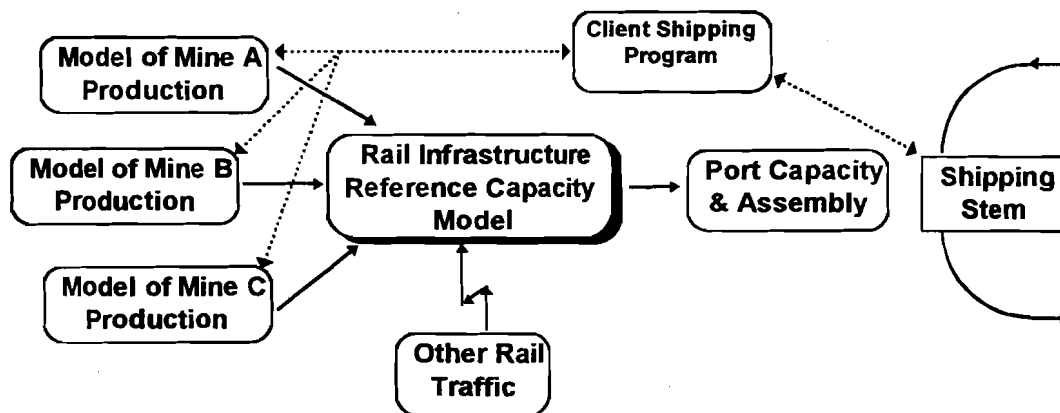 Model of Mine A
Production
Client Shipping
Program
Model of Mine B
Production
Rail Infrastructure
Reference Capacity
Model
Port Capacity
& Assembly
Shipping
Stem
Model of Mine C
Production
Other Rail
Traffic